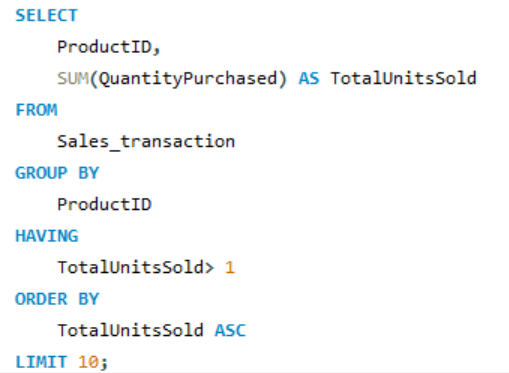 SELECT
    ProductID,
    SUM(QuantityPurchased) AS TotalUnitsSold
FROM
    Sales_transaction
GROUP BY
    ProductID
HAVING
    TotalUnitsSold> 1
ORDER BY
    TotalUnitsSold ASC
LIMIT 10;